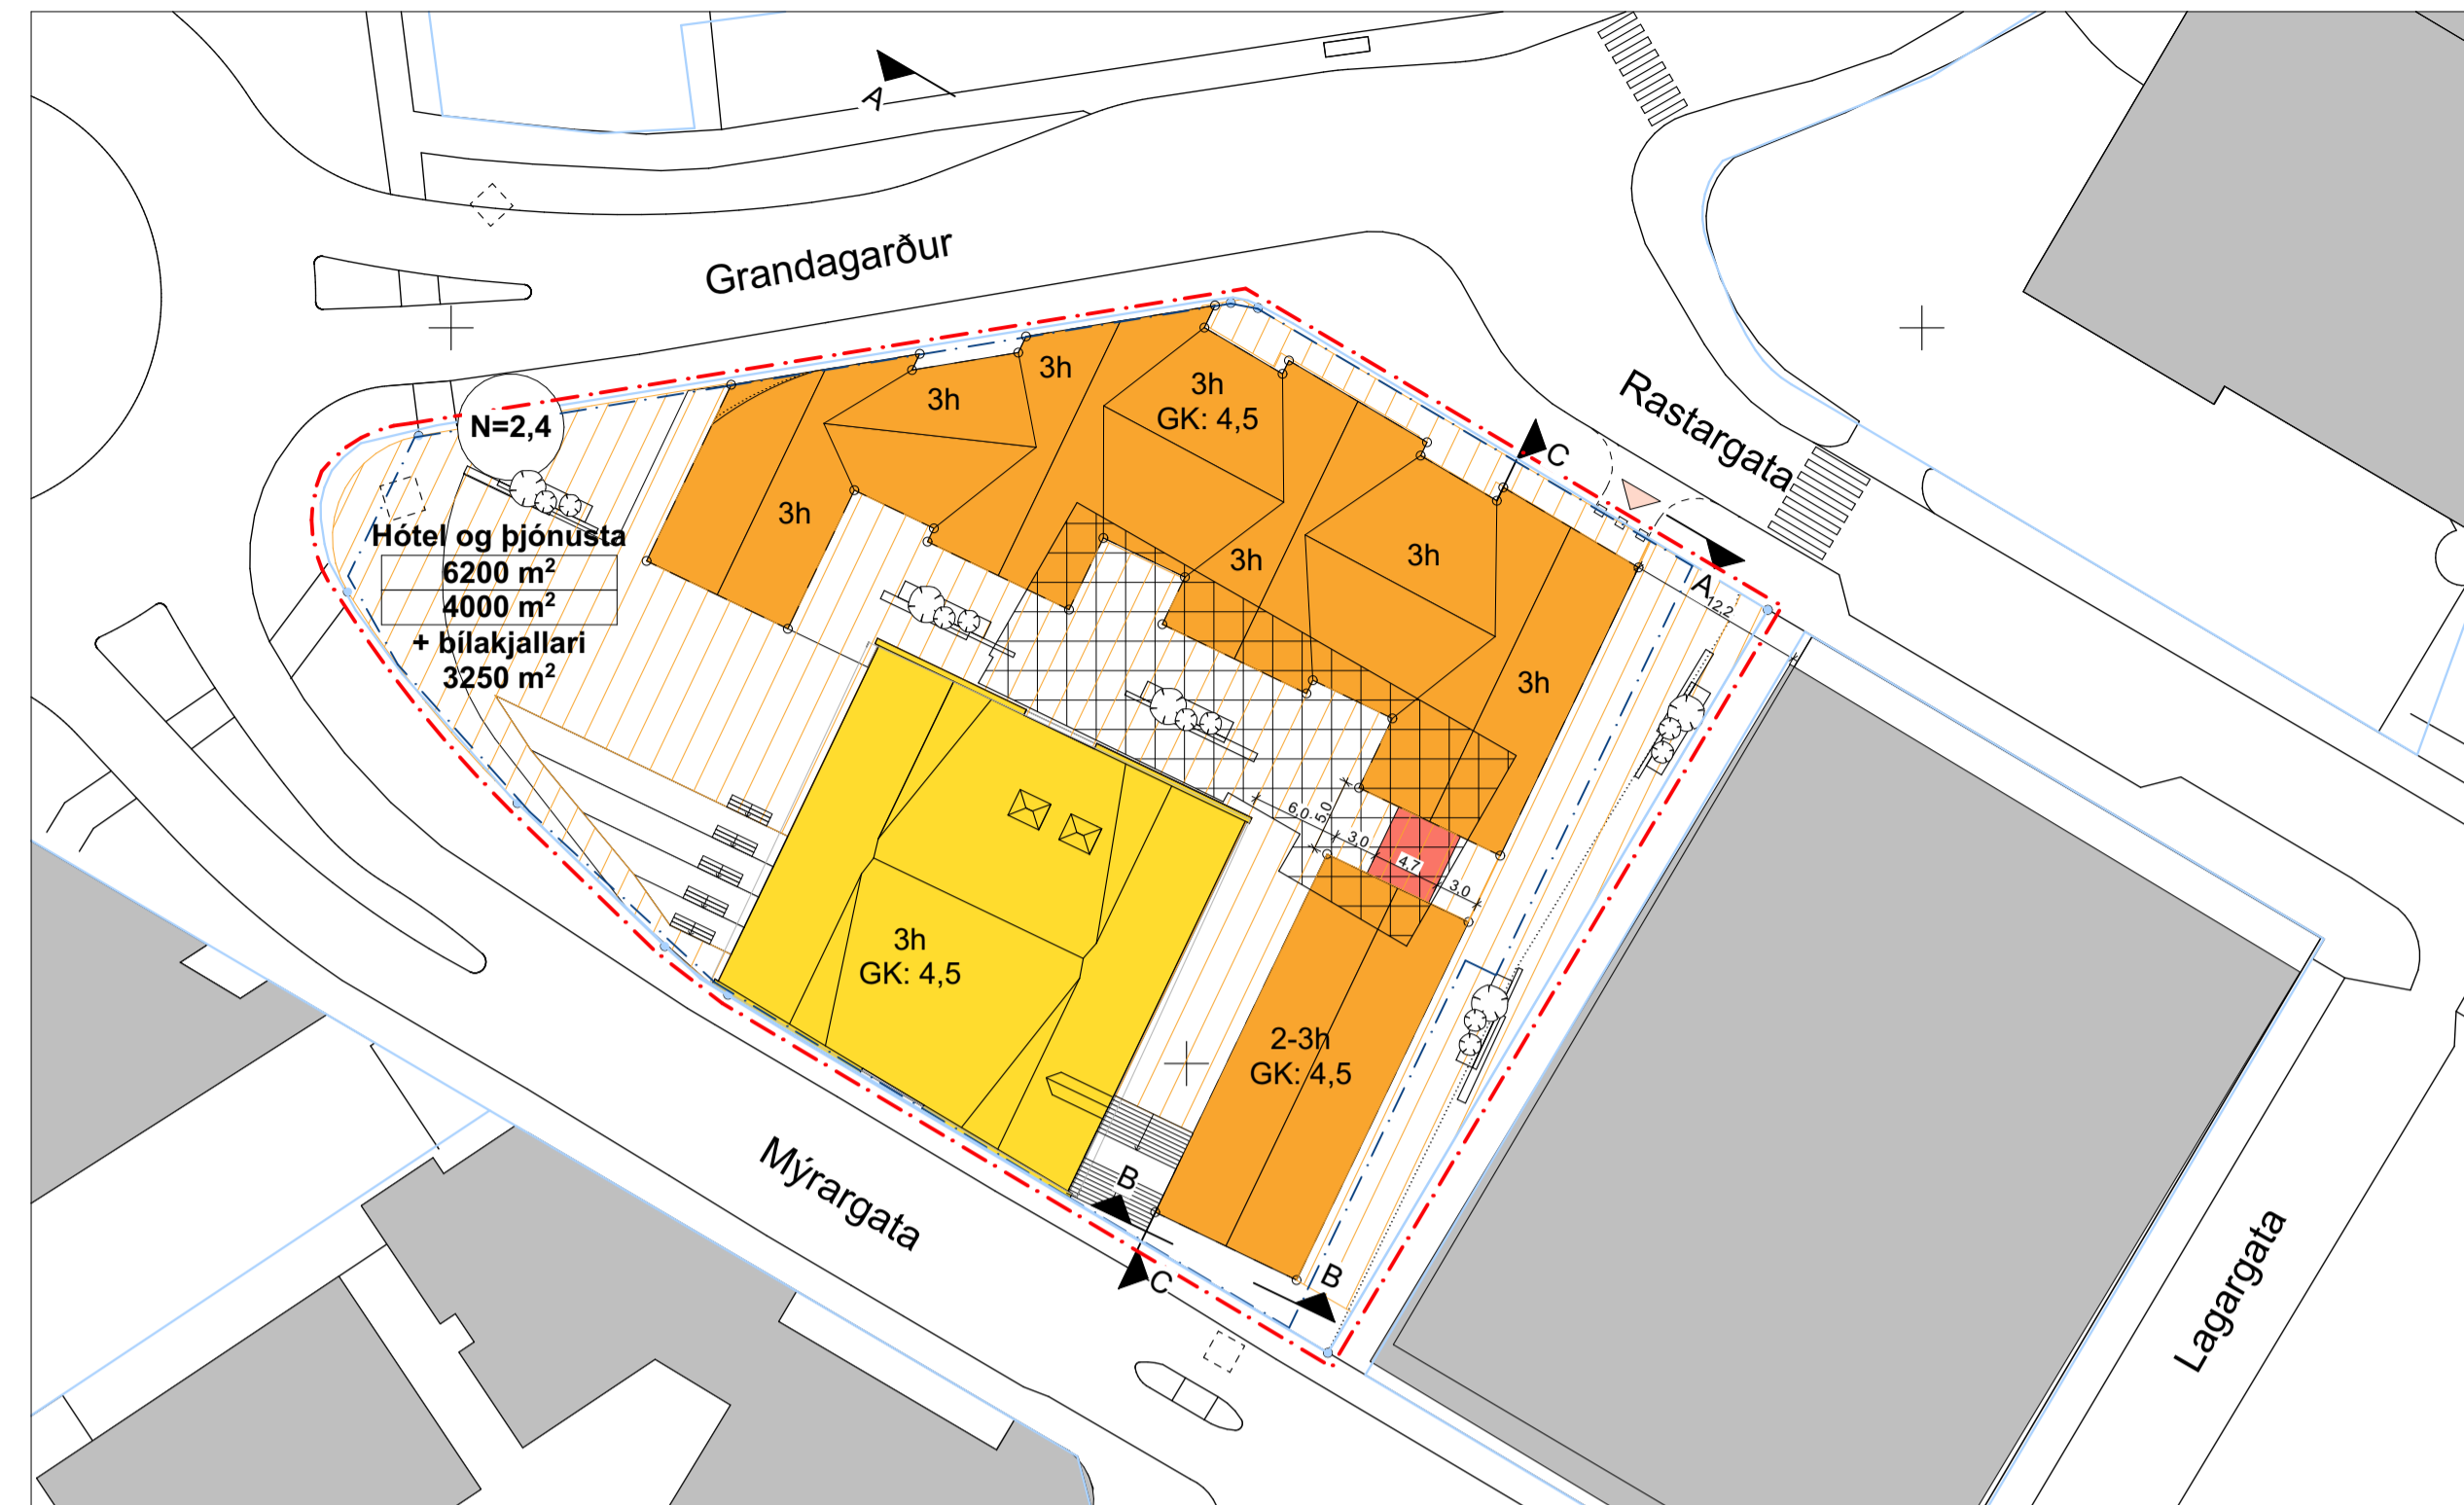 A
Grandagarður
Rastargata
C
N=2,4
3h
3h
3h
GK: 4,5
3h
3h
3h
3h
Hótel og þjónusta
6200 m²
4000 m²
+ bílakjallari
3250 m²
A
12,2
6,0
5,0
3,0
4,7
3,0
3h
GK: 4,5
2-3h
GK: 4,5
Mýrargata
B
C
B
Lagargata